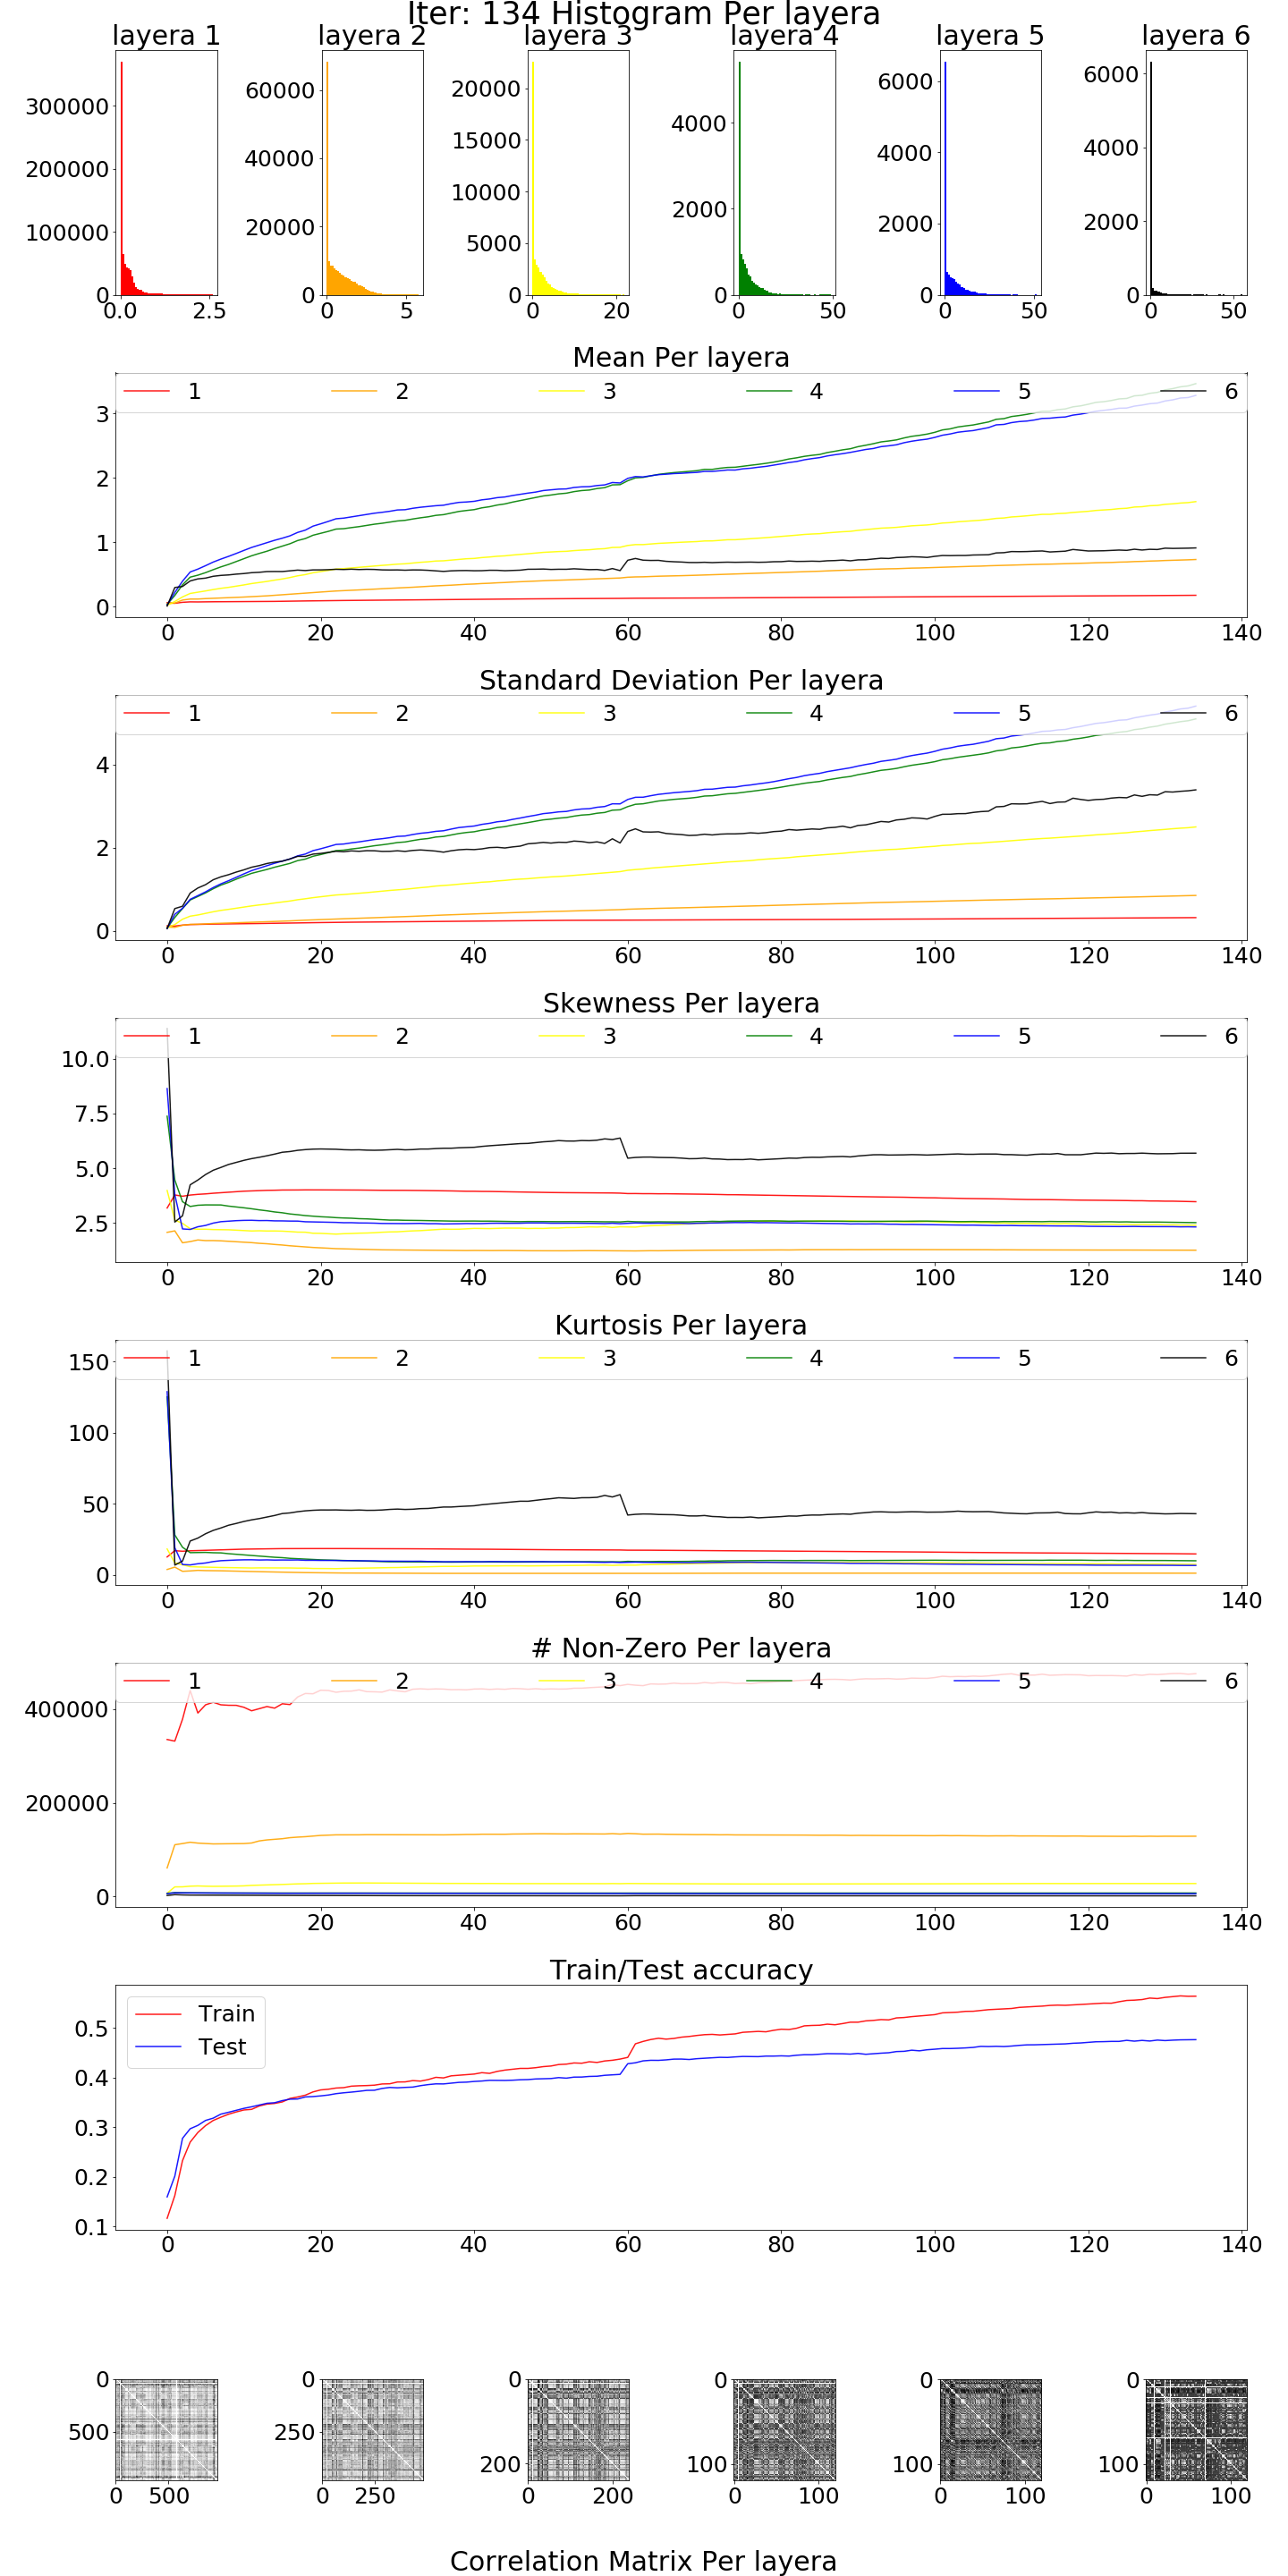 Iter: 134 Histogram Per layera
layera 1 layera 2 layera 3 layera 4 layera 5 layera 6
300000 200000 100000 0
60000 40000 20000 0
20000 15000 10000 5000 0
4000 2000 0
6000 4000 2000 0
6000 4000 2000 0
0.0 2.5 0 5 0 20 0 50 0 50 0 50
Mean Per layera
1 2 3 4 5 6
3
2
1
0
0 20 40 60 80 100 120 140
Standard Deviation Per layera
1 2 3 4 5 6
4
2
0
0 20 40 60 80 100 120 140
Skewness Per layera
1 2 3 4 5 6
10.0
7.5
5.0
2.5
0 20 40 60 80 100 120 140
Kurtosis Per layera
1 2 3 4 5 6
150
100
50
0
0 20 40 60 80 100 120 140
# Non-Zero Per layera
1 2 3 4 5 6
400000
200000
0
0 20 40 60 80 100 120 140
Train/Test accuracy
Train
Test
0.5
0.4
0.3
0.2
0.1
0 20 40 60 80 100 120 140
0 0 0 0 0 0
500 250 200 100 100 100
0 500 0 250 0 200 0 100 0 100 0 100
Correlation Matrix Per layera